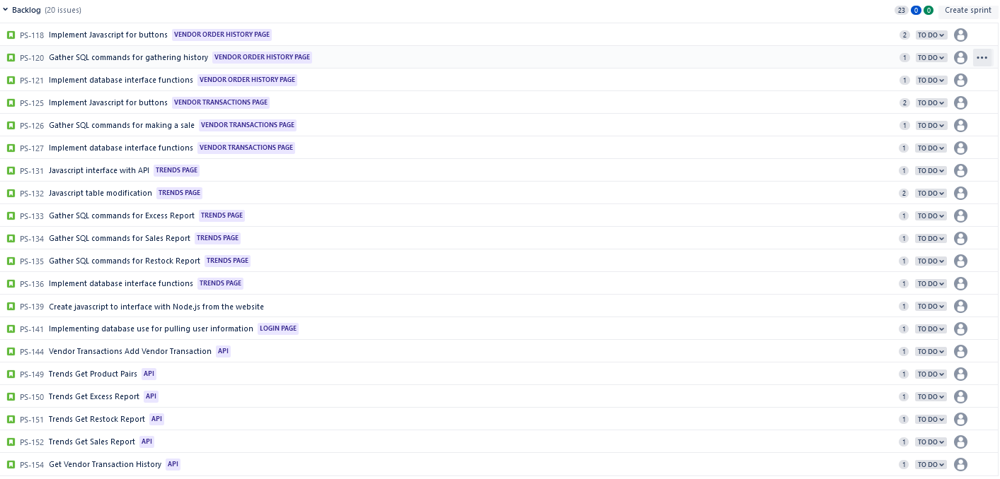 Backlog (20 issues) 23 0 0 Create sprint
PS-118 Implement Javascript for buttons VENDOR ORDER HISTORY PAGE 2 TO DO
PS-120 Gather SQL commands for gathering history VENDOR ORDER HISTORY PAGE 1 TO DO
PS-121 Implement database interface functions VENDOR ORDER HISTORY PAGE 1 TO DO
PS-125 Implement Javascript for buttons VENDOR TRANSACTIONS PAGE 2 TO DO
PS-126 Gather SQL commands for making a sale VENDOR TRANSACTIONS PAGE 1 TO DO
PS-127 Implement database interface functions VENDOR TRANSACTIONS PAGE 1 TO DO
PS-131 Javascript interface with API TRENDS PAGE 1 TO DO
PS-132 Javascript table modification TRENDS PAGE 2 TO DO
PS-133 Gather SQL commands for Excess Report TRENDS PAGE 1 TO DO
PS-134 Gather SQL commands for Sales Report TRENDS PAGE 1 TO DO
PS-135 Gather SQL commands for Restock Report TRENDS PAGE 1 TO DO
PS-136 Implement database interface functions TRENDS PAGE 1 TO DO
PS-139 Create javascript to interface with Node.js from the website 1 TO DO
PS-141 Implementing database use for pulling user information LOGIN PAGE 1 TO DO
PS-144 Vendor Transactions Add Vendor Transaction API 1 TO DO
PS-149 Trends Get Product Pairs API 1 TO DO
PS-150 Trends Get Excess Report API 1 TO DO
PS-151 Trends Get Restock Report API 1 TO DO
PS-152 Trends Get Sales Report API 1 TO DO
PS-154 Get Vendor Transaction History API 1 TO DO